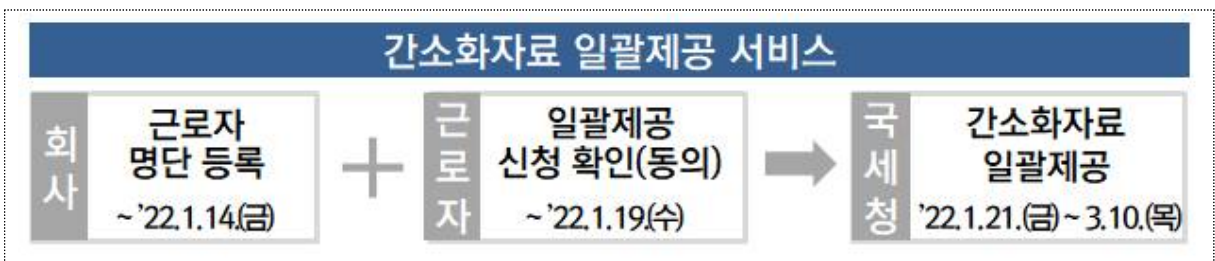 간소화자료 일괄제공 서비스
회사
근로자
명단 등록
~ ’22.1.14.(금)
+
근로자
일괄제공
신청 확인(동의)
~ ’22.1.19.(수)
국세청
간소화자료
일괄제공
’22.1.21.(금) ~ 3.10.(목)